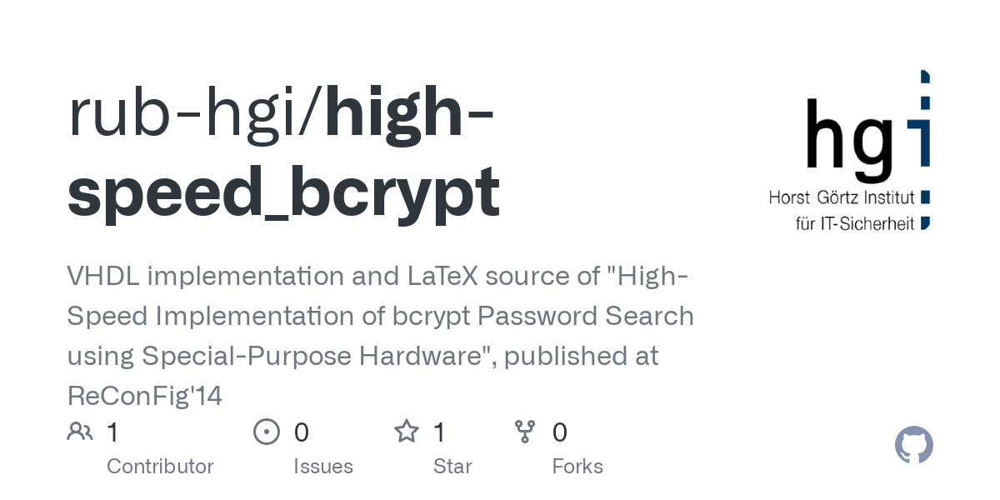 rub-hgi/high-
speed_bcrypt
hgi
Horst Görtz Institut
für IT-Sicherheit
VHDL implementation and LaTeX source of "High-
Speed Implementation of bcrypt Password Search
using Special-Purpose Hardware", published at
ReConFig'14
1
Contributor
0
Issues
1
Star
0
Forks